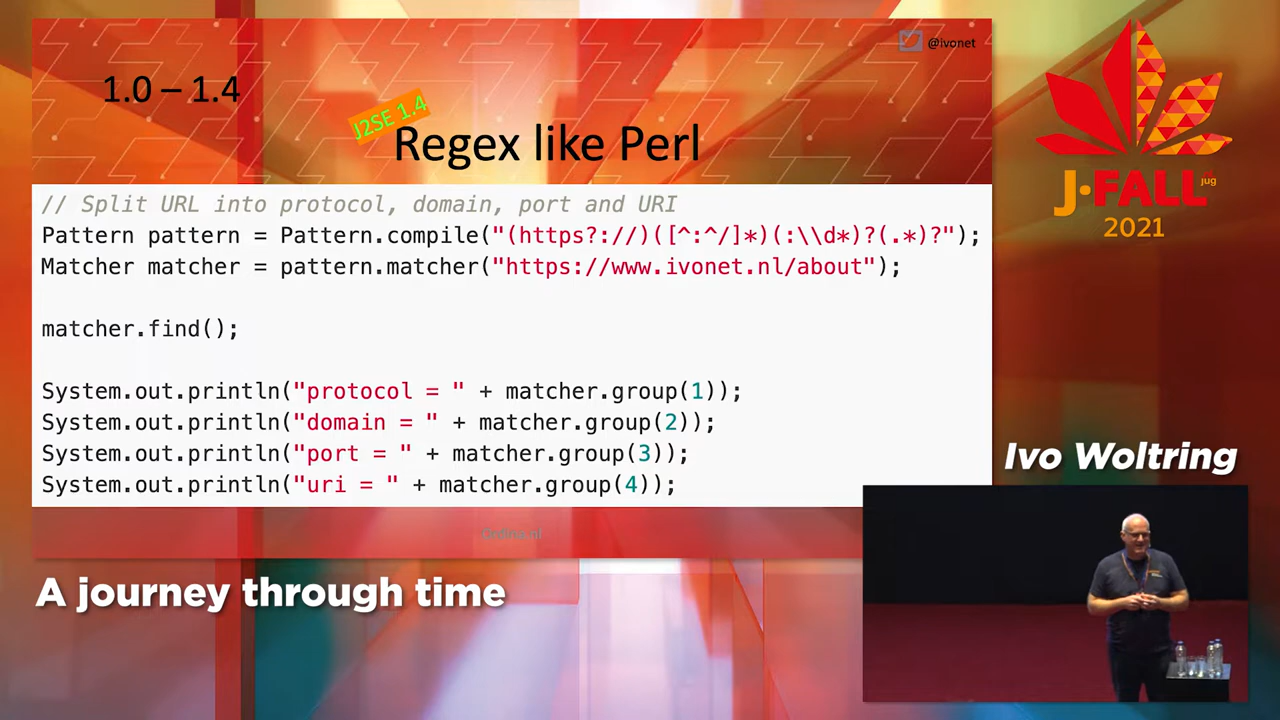 @ivonet
1.0 – 1.4
J2SE 1.4
Regex like Perl
// Split URL into protocol, domain, port and URI
Pattern pattern = Pattern.compile("(https?://)([^:^/]*)(:\\d*)?(.*)?");
Matcher matcher = pattern.matcher("https://www.ivonet.nl/about");
matcher.find();
System.out.println("protocol = " + matcher.group(1));
System.out.println("domain = " + matcher.group(2));
System.out.println("port = " + matcher.group(3));
System.out.println("uri = " + matcher.group(4));
Ordina.nl
J·FALL
jug
2021
Ivo Woltring
A journey through time